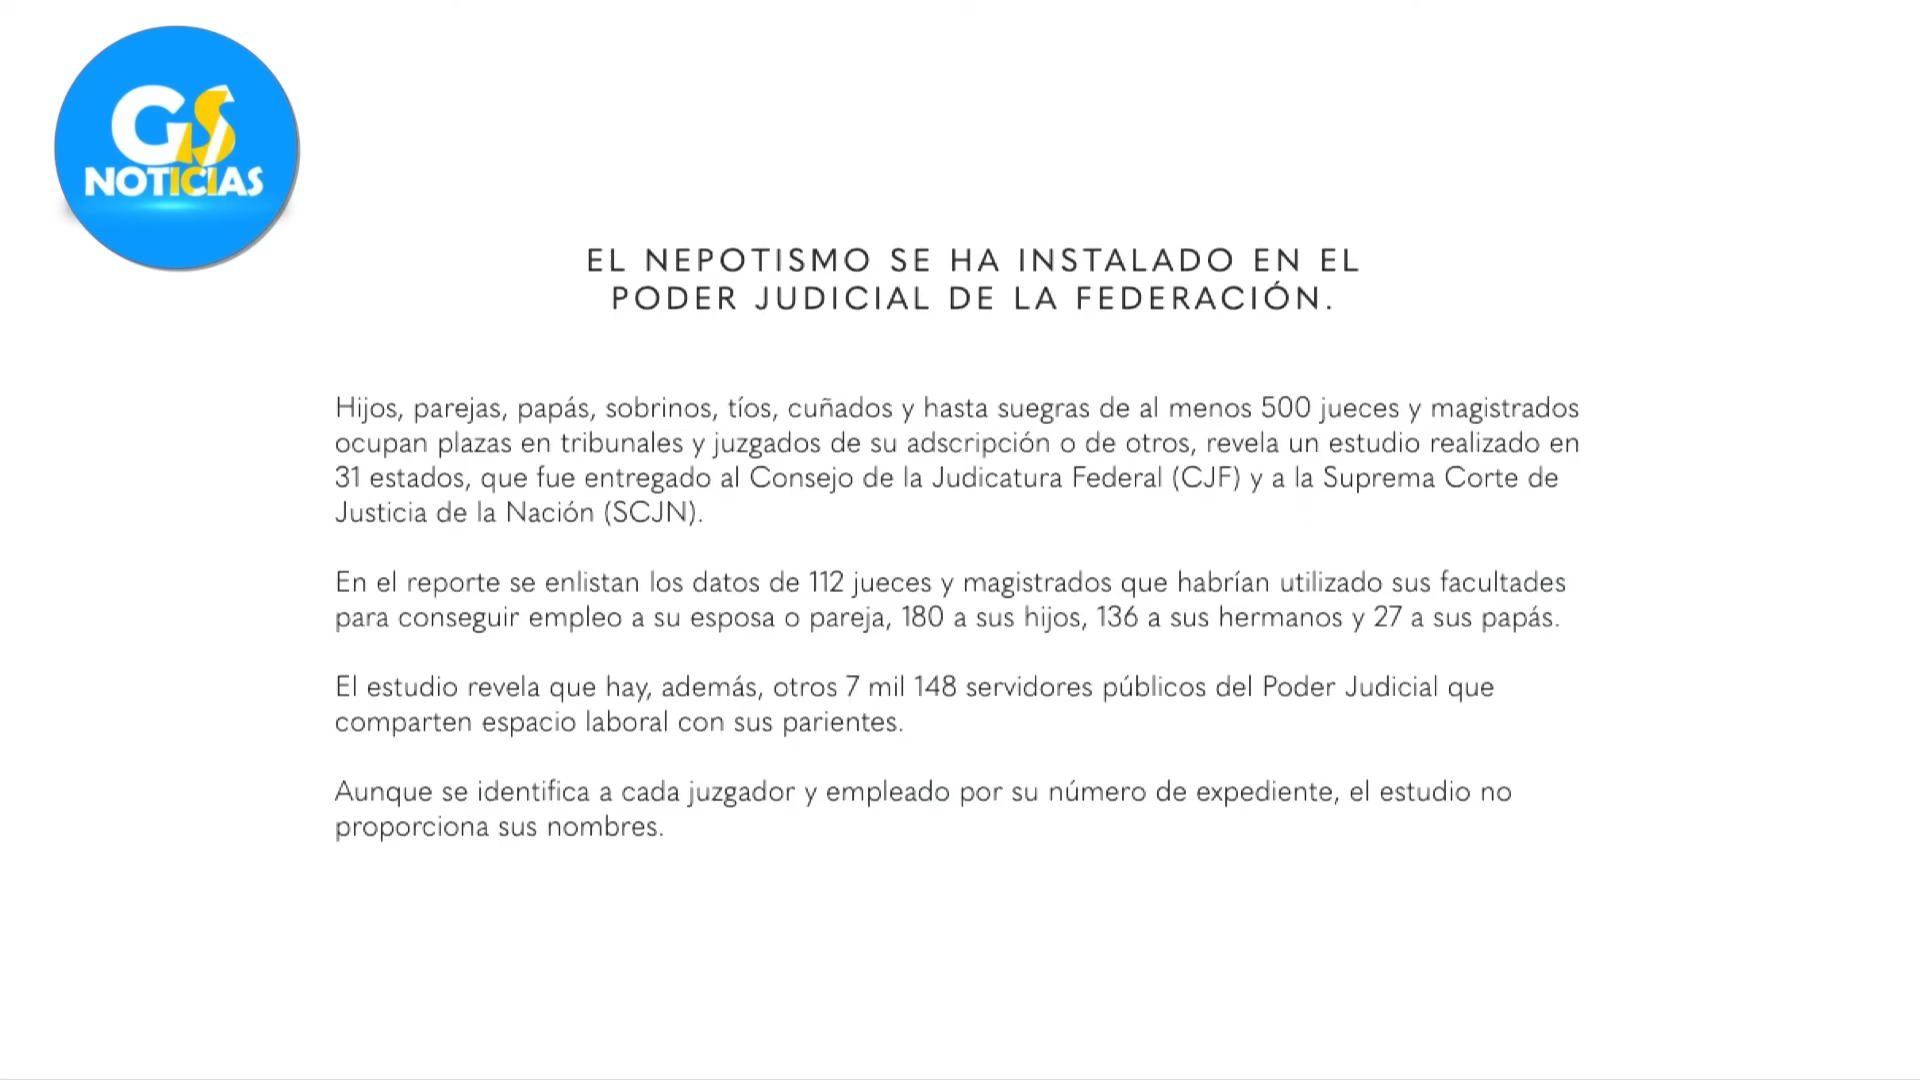 GS
NOTICIAS
EL NEPOTISMO SE HA INSTALADO EN EL
PODER JUDICIAL DE LA FEDERACIÓN.
Hijos, parejas, papás, sobrinos, tíos, cuñados y hasta suegras de al menos 500 jueces y magistrados
ocupan plazas en tribunales y juzgados de su adscripción o de otros, revela un estudio realizado en
31 estados, que fue entregado al Consejo de la Judicatura Federal (CJF) y a la Suprema Corte de
Justicia de la Nación (SCJN).
En el reporte se enlistan los datos de 112 jueces y magistrados que habrían utilizado sus facultades
para conseguir empleo a su esposa o pareja, 180 a sus hijos, 136 a sus hermanos y 27 a sus papás.
El estudio revela que hay, además, otros 7 mil 148 servidores públicos del Poder Judicial que
comparten espacio laboral con sus parientes.
Aunque se identifica a cada juzgador y empleado por su número de expediente, el estudio no
proporciona sus nombres.